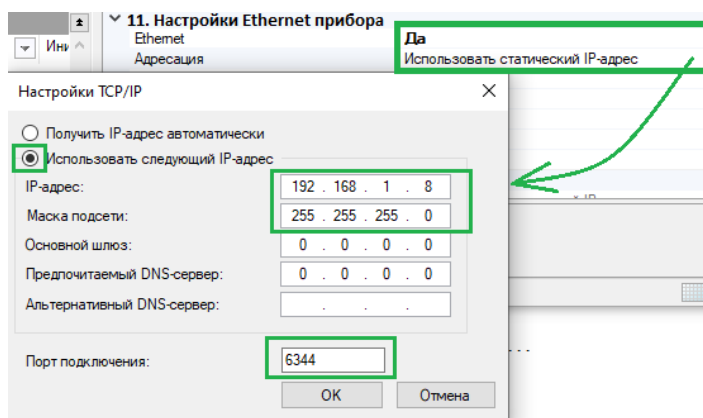 11. Настройки Ethernet прибора
Ини
Ethernet
Да
Адресация
Использовать статический IP-адрес
Настройки TCP/IP
Получить IP-адрес автоматически
Использовать следующий IP-адрес
IP-адрес:
192 . 168 . 1 . 8
Маска подсети:
255 . 255 . 255 . 0
Основной шлюз:
0 . 0 . 0 . 0
Предпочитаемый DNS-сервер:
0 . 0 . 0 . 0
Альтернативный DNS-сервер:
. . .
Порт подключения:
6344
OK
Отмена
...